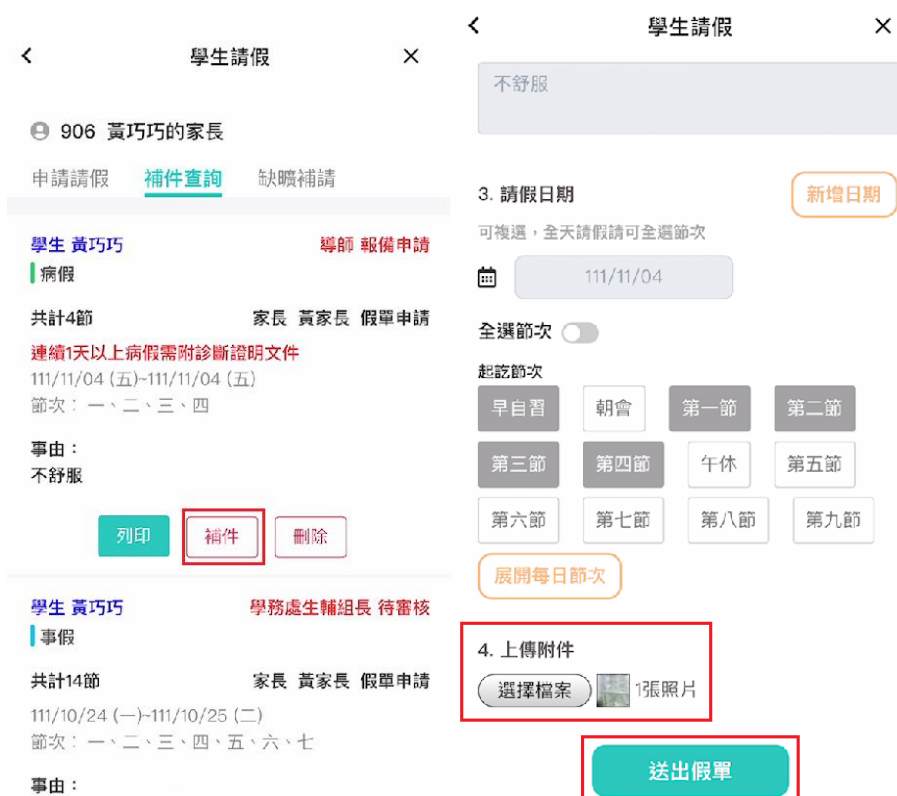 學生請假
906 黃巧巧的家長
申請請假 補件查詢 缺曠補請
學生 黃巧巧 導師 報備申請
病假
共計4節 家長 黃家長 假單申請
連續1天以上病假需附診斷證明文件
111/11/04 (五)~111/11/04 (五)
節次：一、二、三、四
事由：
不舒服
列印 補件 刪除
學生 黃巧巧 學務處生輔組長 待審核
事假
共計14節 家長 黃家長 假單申請
111/10/24 (一)~111/10/25 (二)
節次：一、二、三、四、五、六、七
事由：
學生請假
不舒服
3. 請假日期 新增日期
可複選，全天請假請可全選節次
111/11/04
全選節次
起訖節次
早自習 朝會 第一節 第二節
第三節 第四節 午休 第五節
第六節 第七節 第八節 第九節
展開每日節次
4. 上傳附件
選擇檔案 1張照片
送出假單